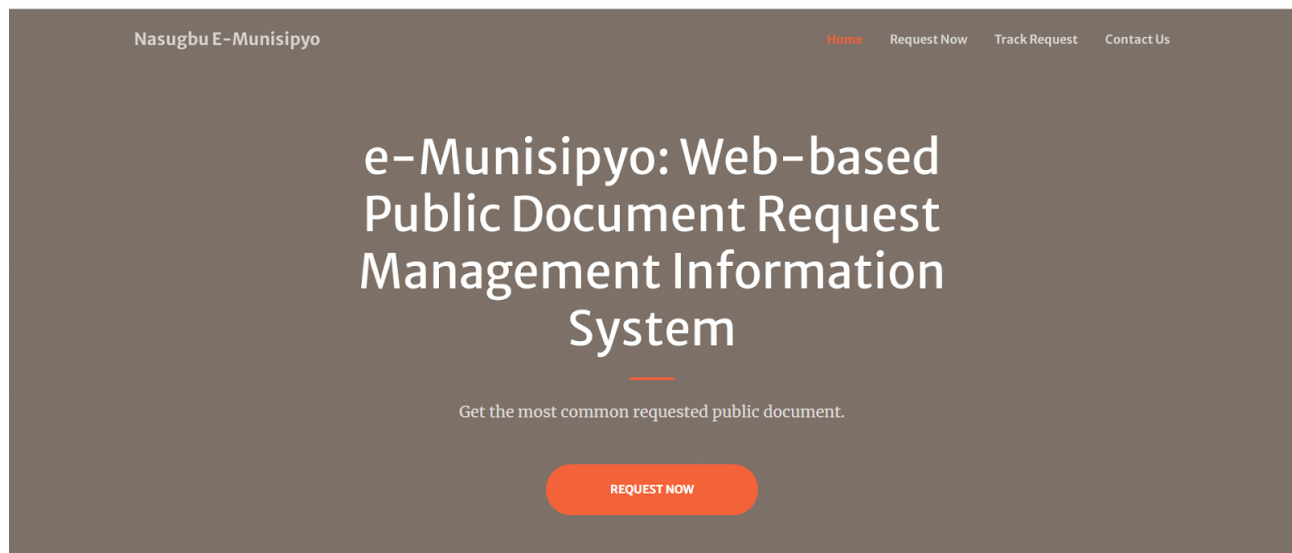 Nasugbu E-Munisipyo
Home Request Now Track Request Contact Us
e-Munisipyo: Web-based
Public Document Request
Management Information
System
Get the most common requested public document.
REQUEST NOW